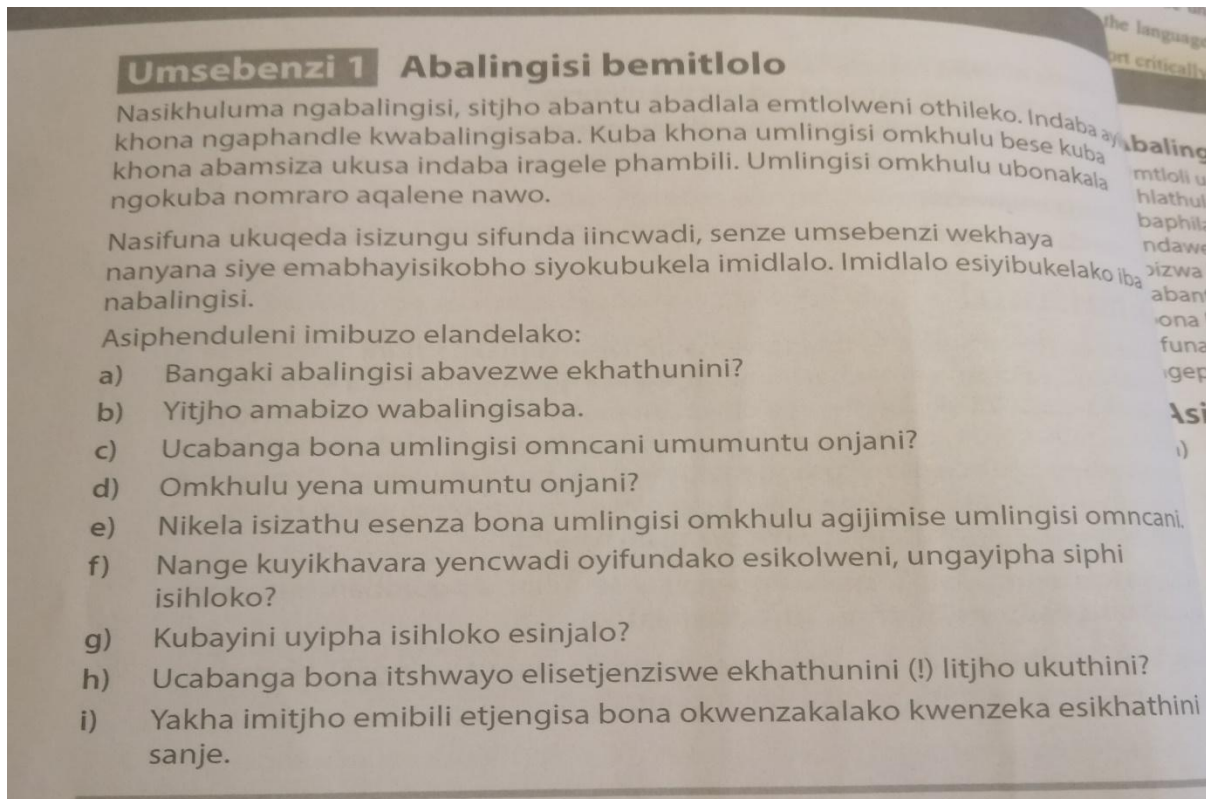 Umsebenzi 1 Abalingisi bemitlolo
Nasikhuluma ngabalingisi, sitjho abantu abadlala emtlolweni othileko. Indaba
khona ngaphandle kwabalingisaba. Kuba khona umlingisi omkhulu bese kuba
khona abamsiza ukusa indaba iragele phambili. Umlingisi omkhulu ubonakala
ngokuba nomraro aqalene nawo.
Nasifuna ukuqeda isizungu sifunda iincwadi, senze umsebenzi wekhaya
nanyana siye emabhayisikobho siyokubukela imidlalo. Imidlalo esiyibukelako iba
nabalingisi.
Asiphenduleni imibuzo elandelako:
a) Bangaki abalingisi abavezwe ekhathunini?
b) Yitjho amabizo wabalingisaba.
c) Ucabanga bona umlingisi omncani umumuntu onjani?
d) Omkhulu yena umumuntu onjani?
e) Nikela isizathu esenza bona umlingisi omkhulu agijimise umlingisi omncani.
f) Nange kuyikhavara yencwadi oyifundako esikolweni, ungayipha siphi
isihloko?
g) Kubayini uyipha isihloko esinjalo?
h) Ucabanga bona itshwayo elisetjenziswe ekhathunini (!) litjho ukuthini?
i) Yakha imitjho emibili etjengisa bona okwenzakalako kwenzeka esikhathini
sanje.
the language
critically
mtloli